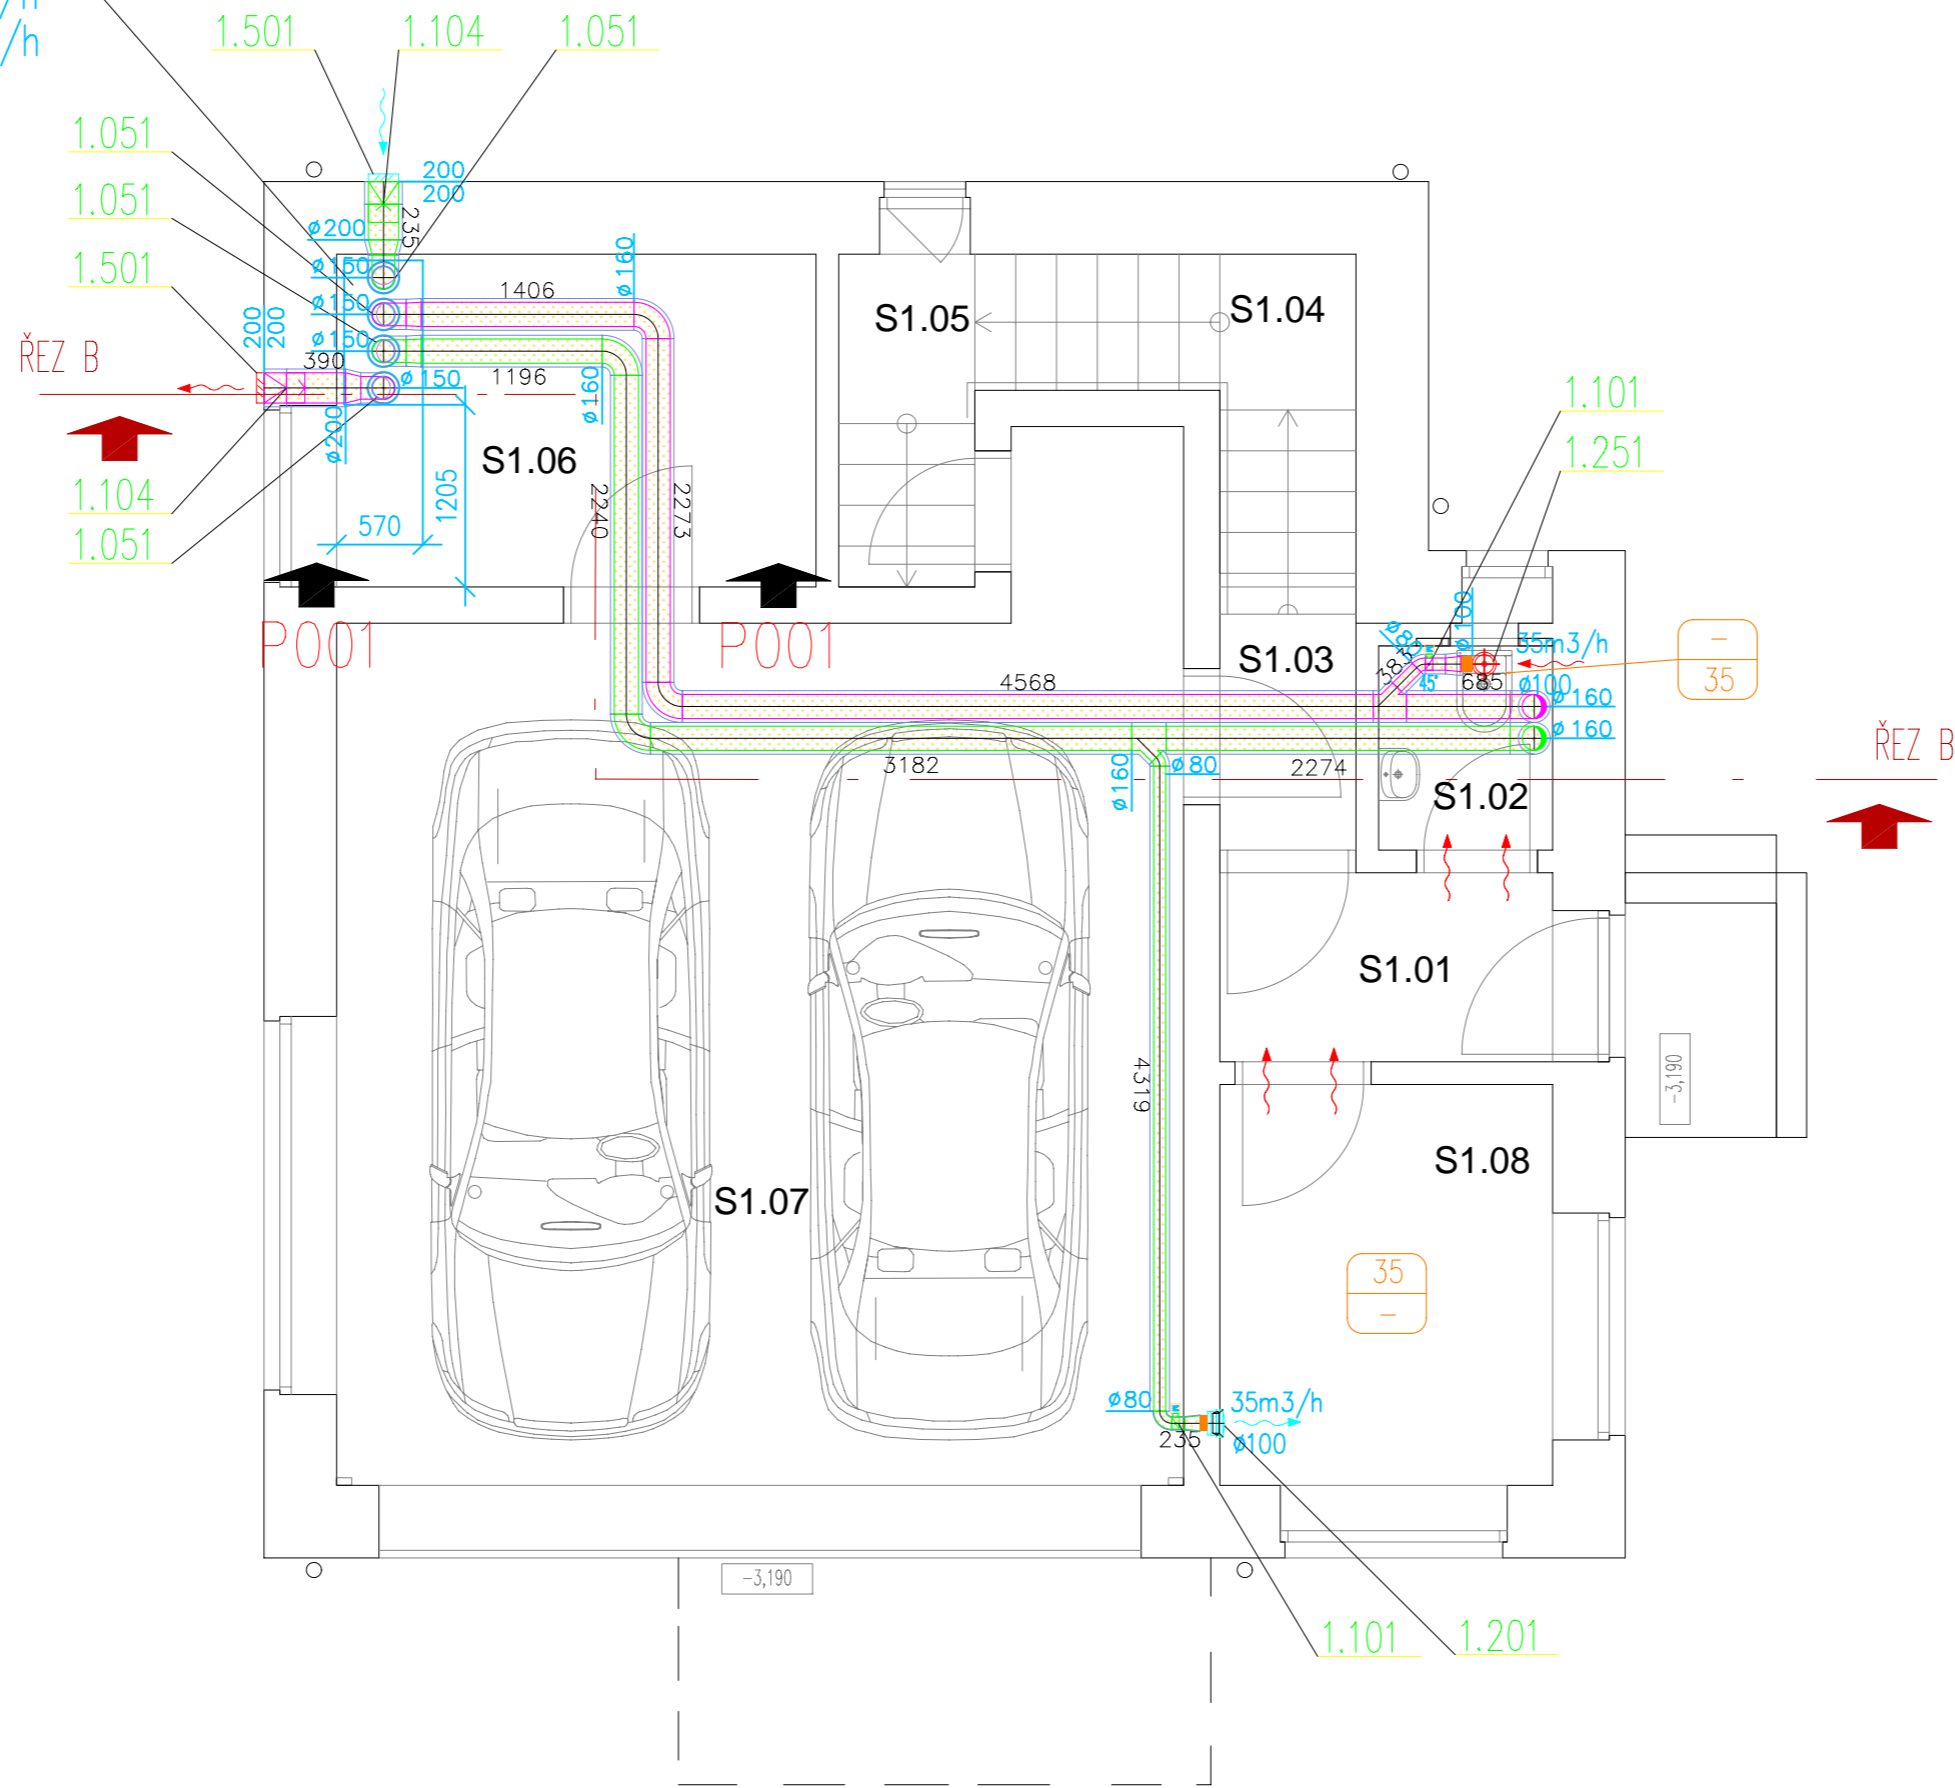 /h
/h
1.501
1.104
1.051
1.051
200
200
1.051
235
ø200
1.501
ø150
ø160
1406
ø150
S1.05
S1.04
200
200
ø150
ŘEZ B
390
1196
ø150
ø160
1.101
ø200
S1.06
1.251
1.104
1205
2240
2273
570
1.051
ø100
P001
P001
ø80
35m3/h
–
35
S1.03
383
45°
685
ø100
4568
ø160
ø160
ŘEZ B
3182
ø160
ø80
2274
S1.02
S1.01
4319
-3,190
S1.08
S1.07
35
–
ø80
35m3/h
235
ø100
-3,190
1.101
1.201